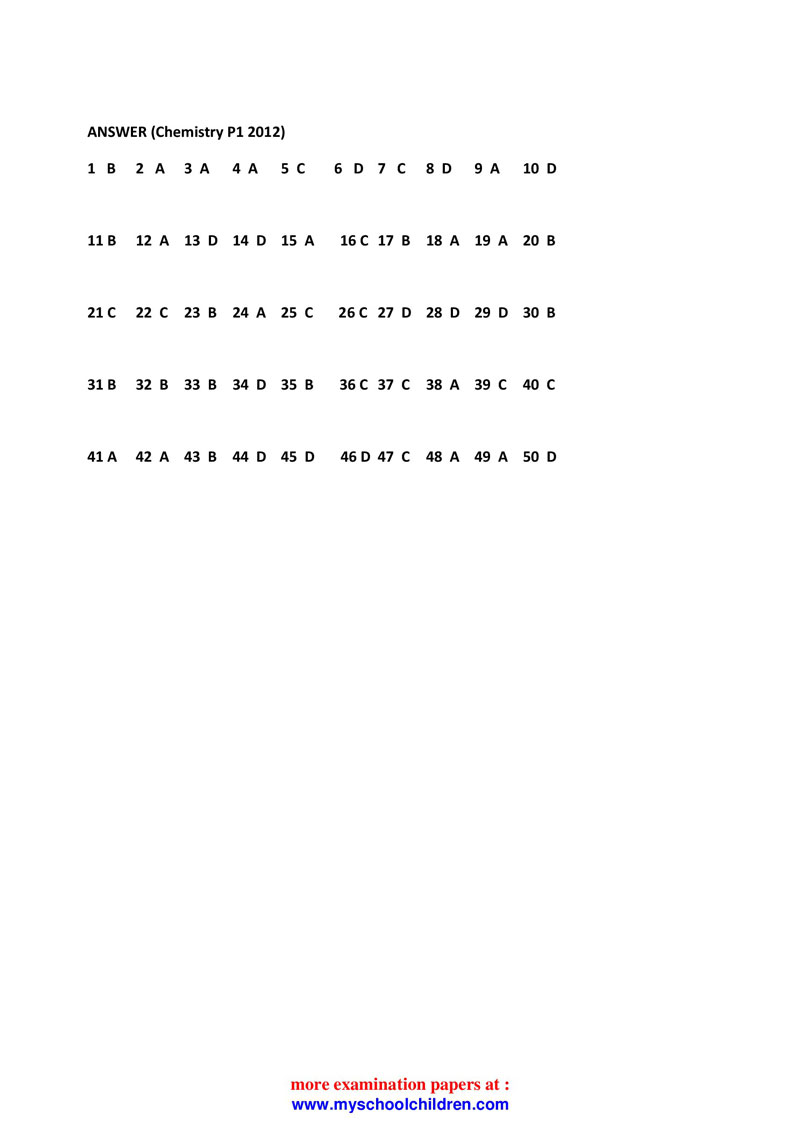 ANSWER (Chemistry P1 2012)
1 B 2 A 3 A 4 A 5 C 6 D 7 C 8 D 9 A 10 D
11 B 12 A 13 D 14 D 15 A 16 C 17 B 18 A 19 A 20 B
21 C 22 C 23 B 24 A 25 C 26 C 27 D 28 D 29 D 30 B
31 B 32 B 33 B 34 D 35 B 36 C 37 C 38 A 39 C 40 C
41 A 42 A 43 B 44 D 45 D 46 D 47 C 48 A 49 A 50 D
more examination papers at :
www.myschoolchildren.com